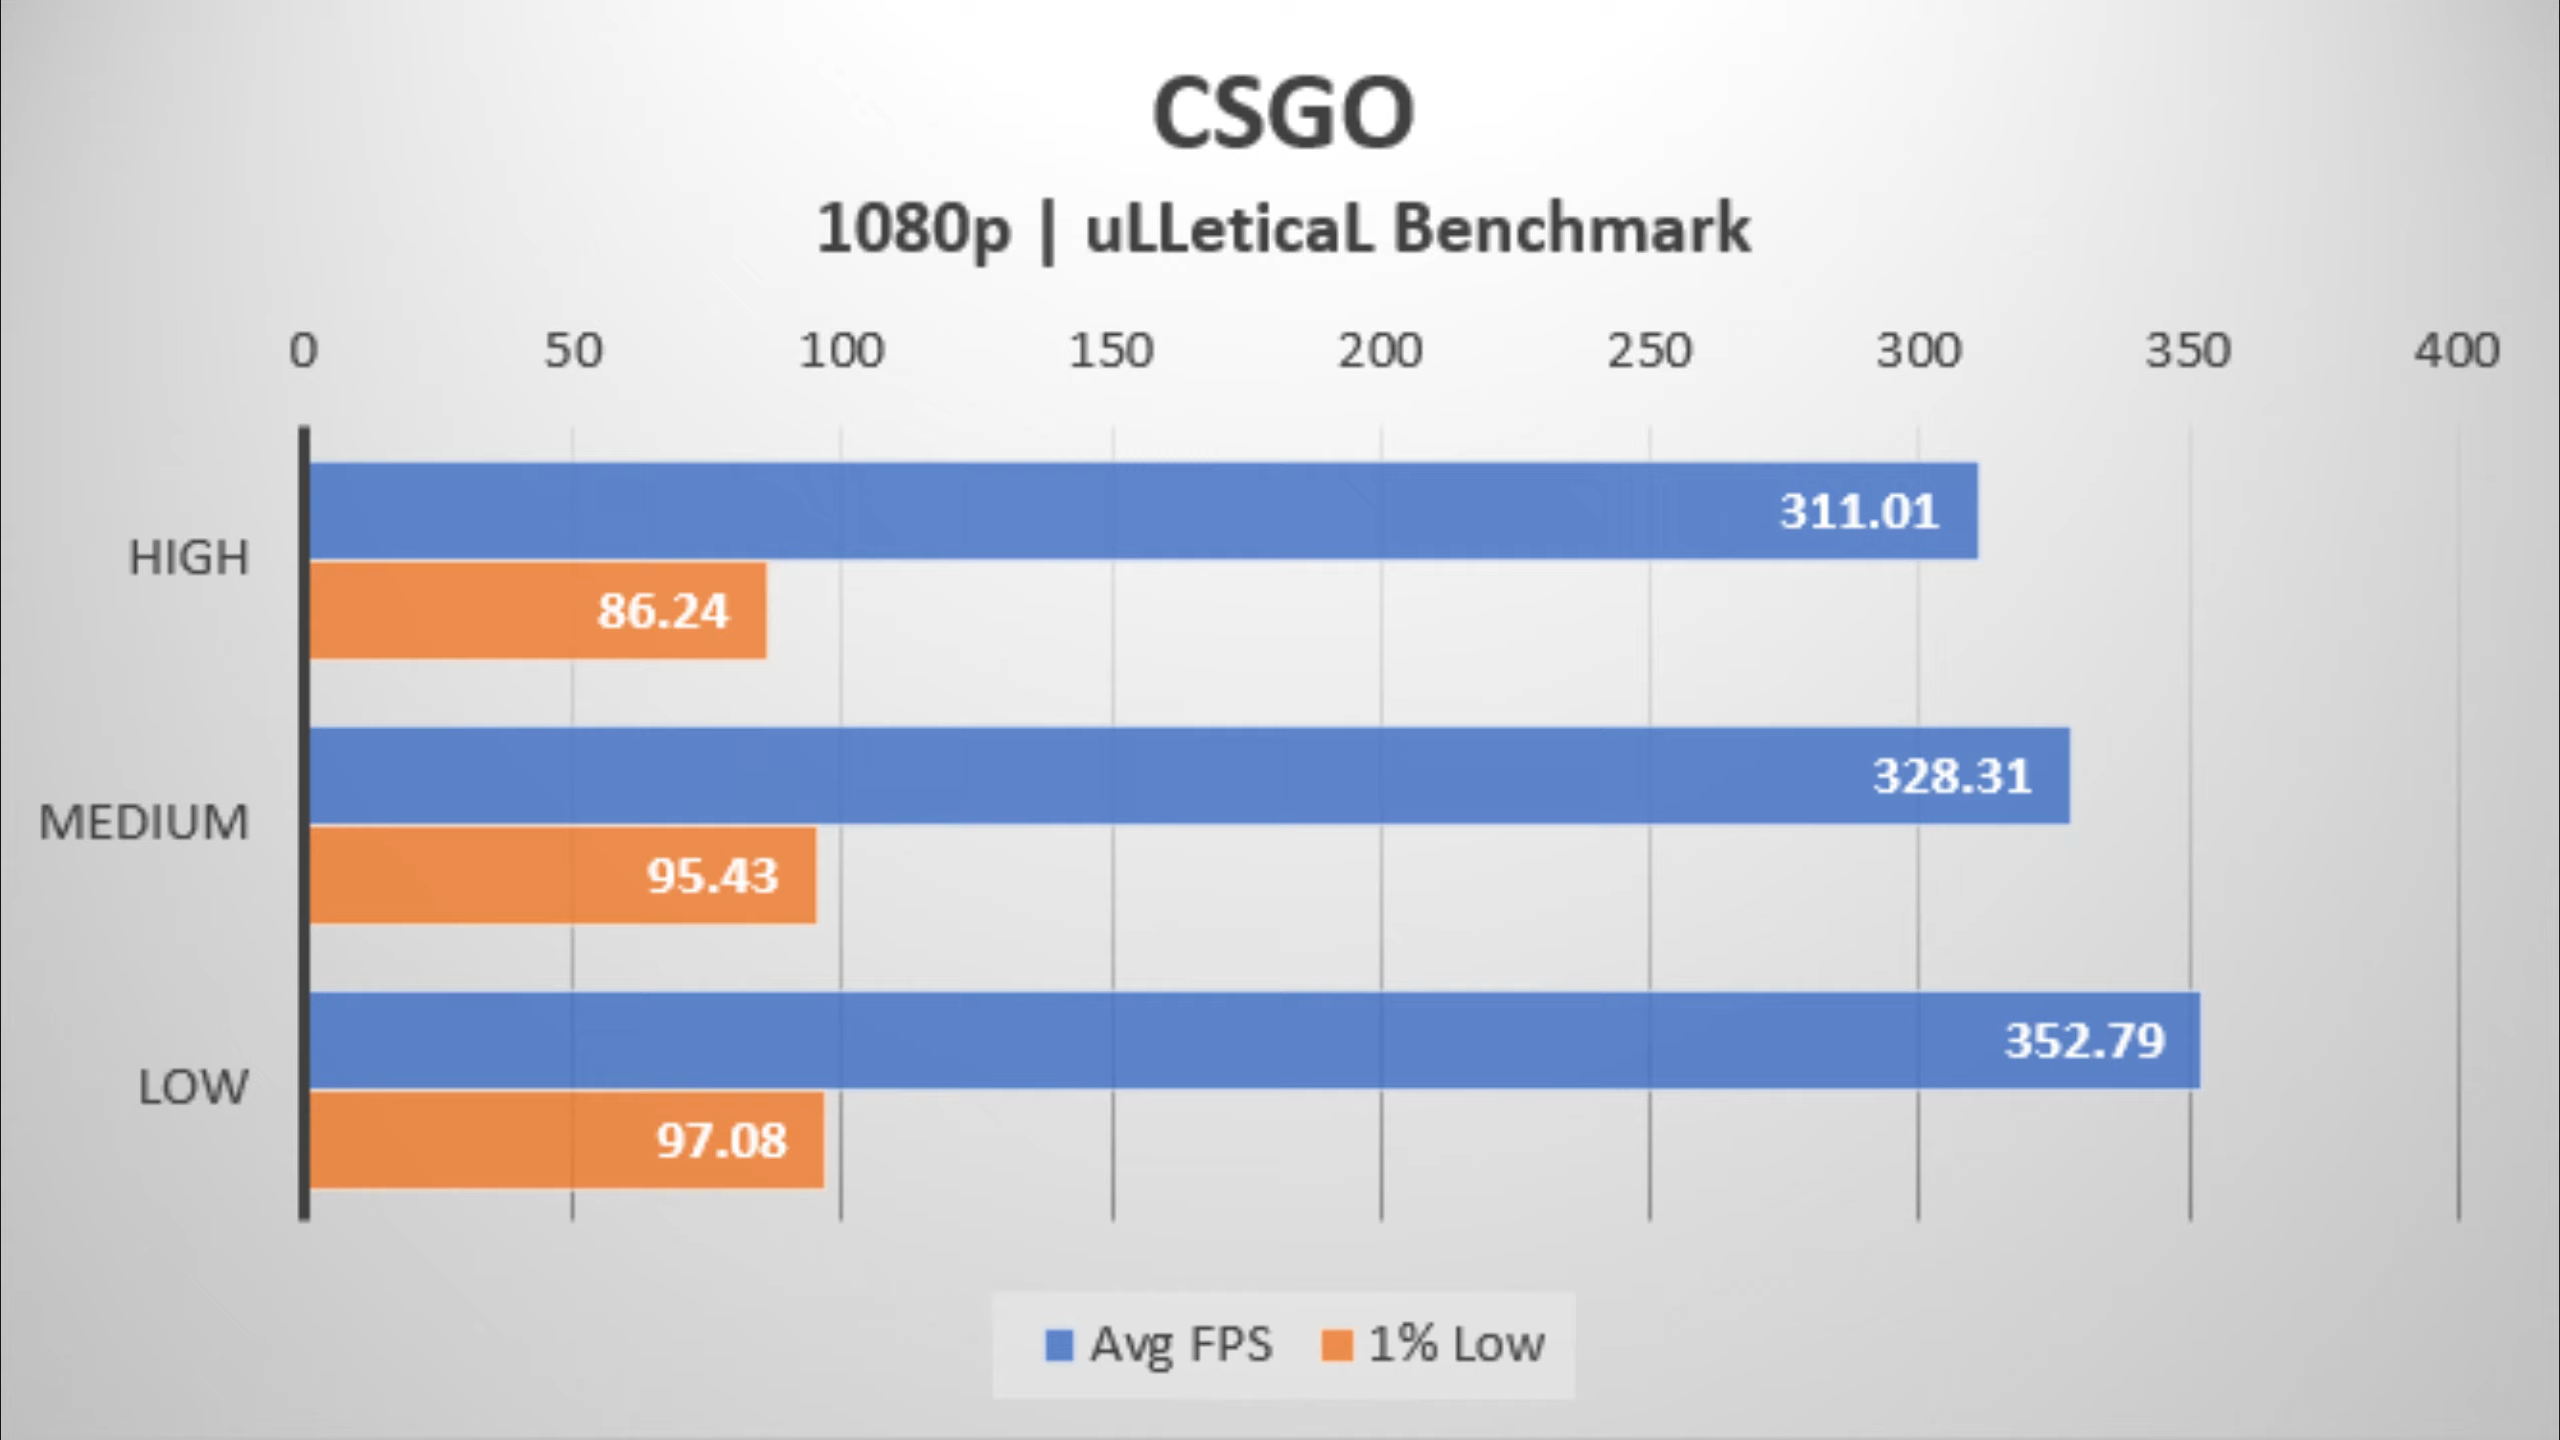 CSGO
1080p | uLLeticaL Benchmark
0 50 100 150 200 250 300 350 400
HIGH
311.01
86.24
MEDIUM
328.31
95.43
LOW
352.79
97.08
Avg FPS 1% Low